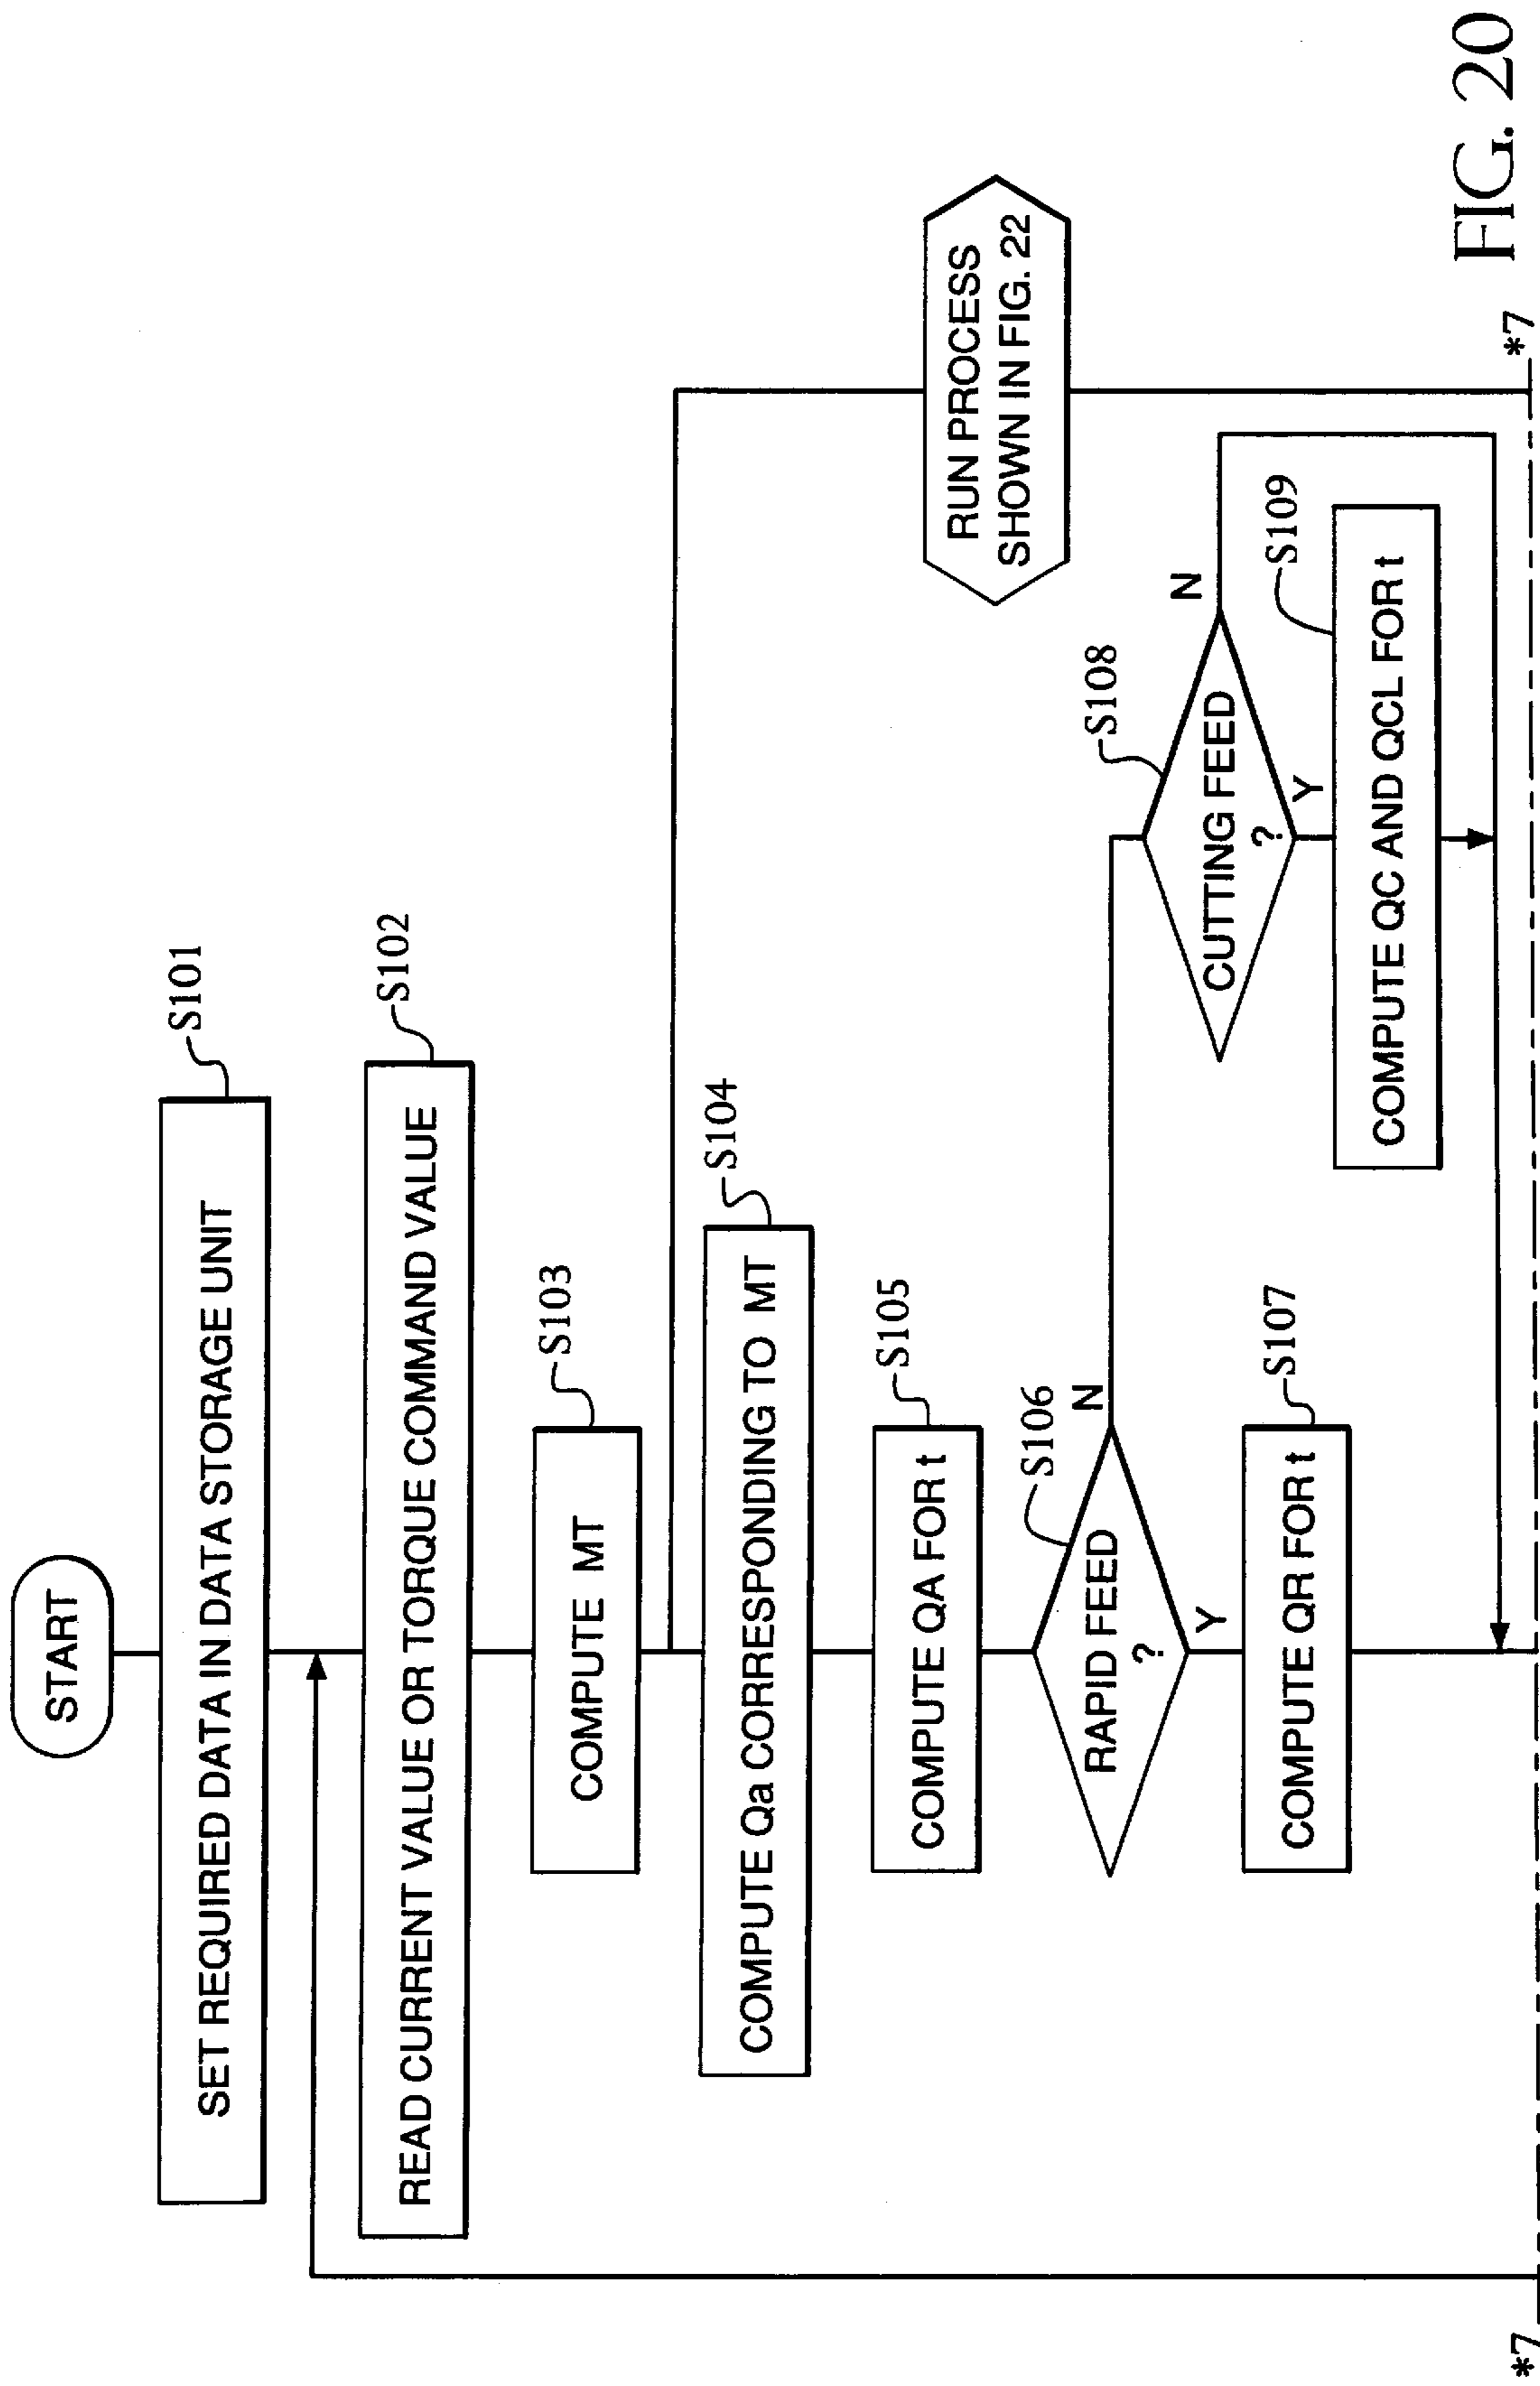 START
SET REQUIRED DATA IN DATA STORAGE UNIT
S101
READ CURRENT VALUE OR TORQUE COMMAND VALUE
S102
COMPUTE MT
S103
COMPUTE Qa CORRESPONDING TO MT
S104
COMPUTE QA FOR t
S105
RAPID FEED
?
S106
N
Y
COMPUTE QR FOR t
S107
CUTTING FEED
?
S108
N
Y
COMPUTE QC AND QCL FOR t
S109
RUN PROCESS
SHOWN IN FIG. 22
*7
*7
FIG. 20